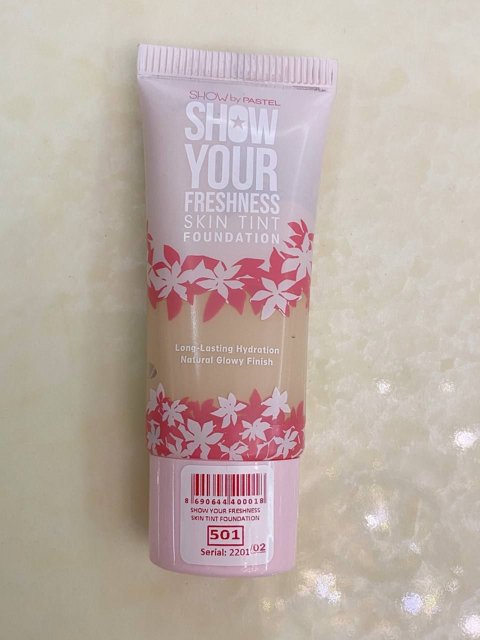 SHOW by PASTEL
SHOW
YOUR
FRESHNESS
SKIN TINT
FOUNDATION
Long-Lasting Hydration
Natural Glowy Finish
8 690644 400018
SHOW YOUR FRESHNESS
SKIN TINT FOUNDATION
501
Serial: 2201/02